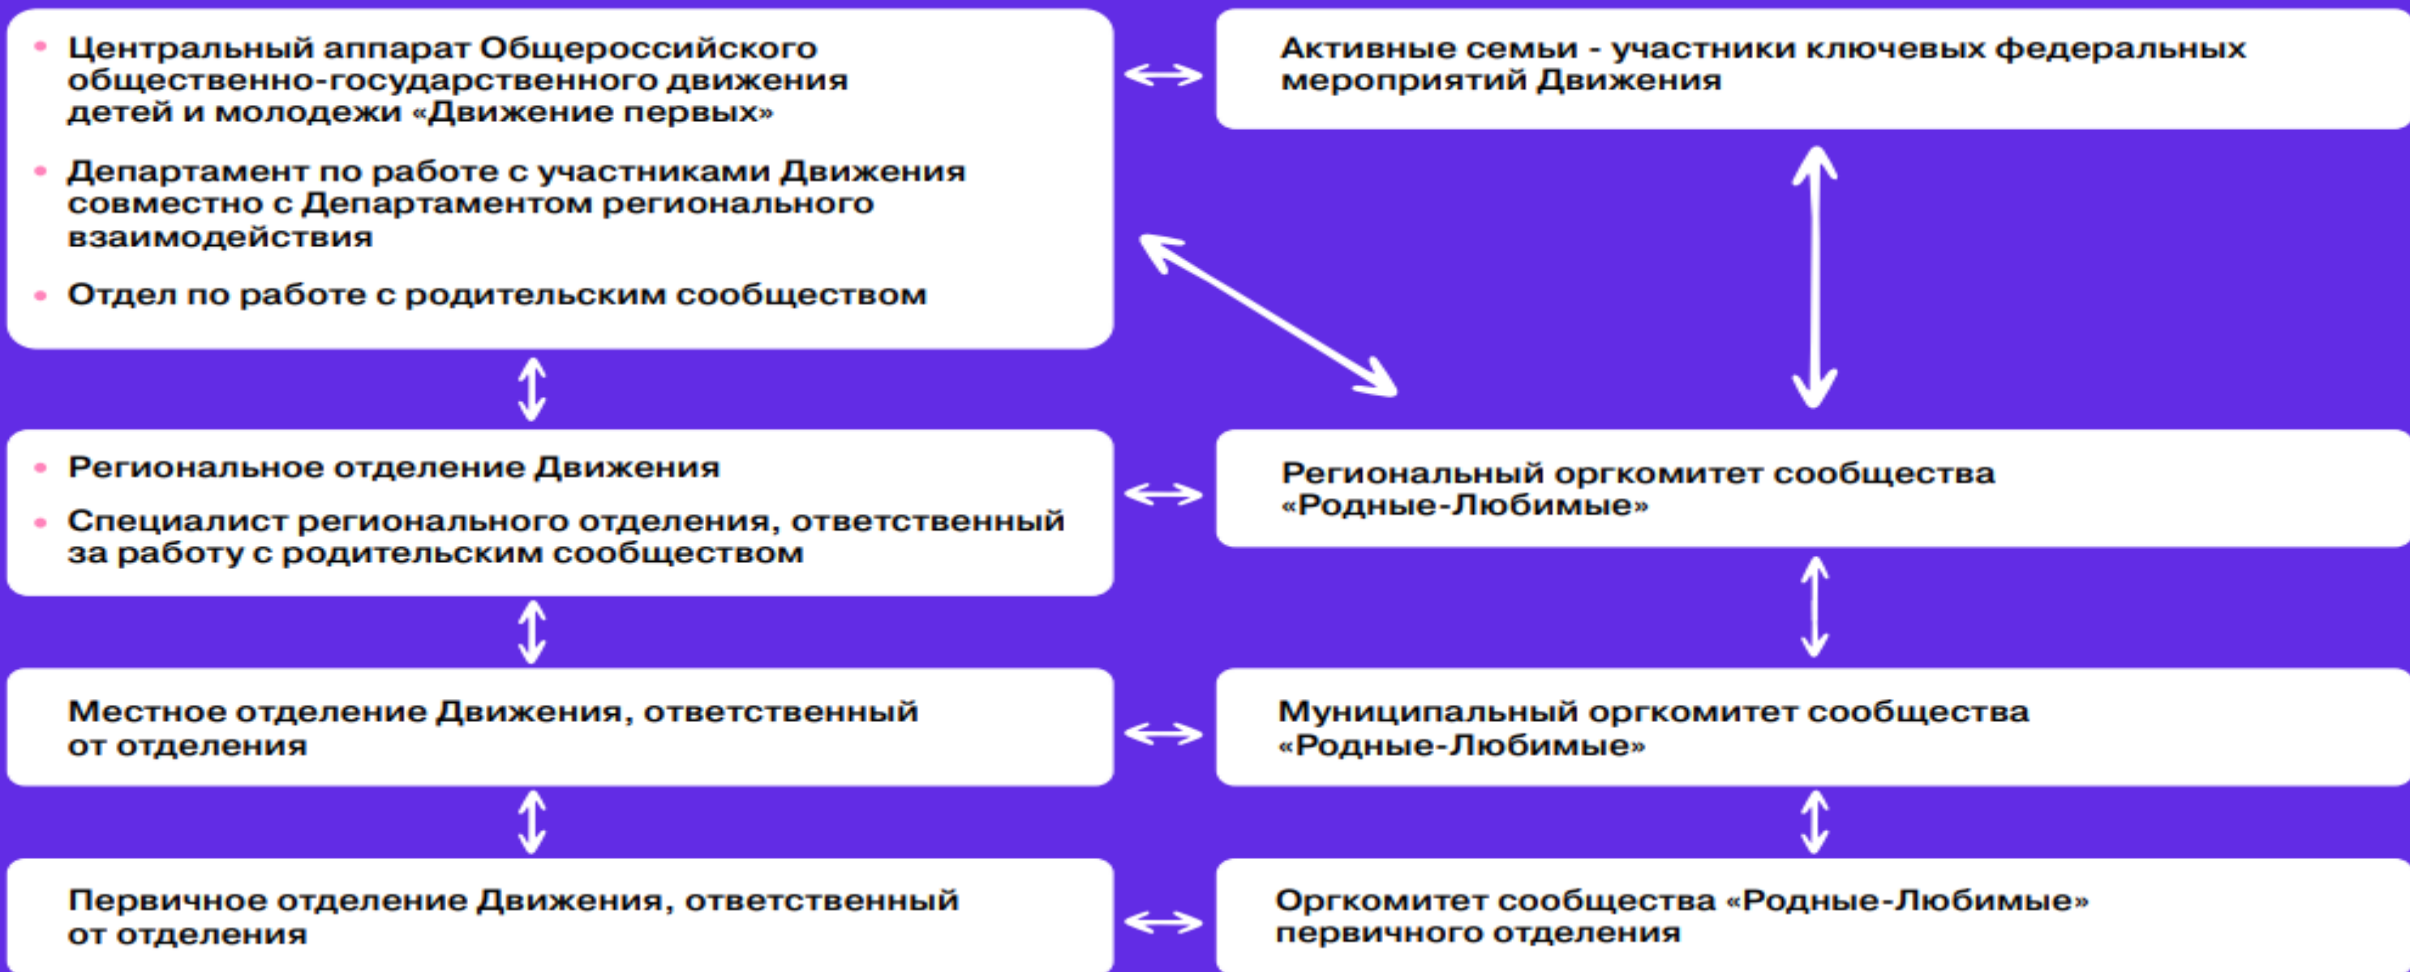 Центральный аппарат Общероссийского
общественно-государственного движения
детей и молодежи «Движение первых»
Департамент по работе с участниками Движения
совместно с Департаментом регионального
взаимодействия
Отдел по работе с родительским сообществом
Активные семьи - участники ключевых федеральных
мероприятий Движения
Региональное отделение Движения
Специалист регионального отделения, ответственный
за работу с родительским сообществом
Региональный оргкомитет сообщества
«Родные-Любимые»
Местное отделение Движения, ответственный
от отделения
Муниципальный оргкомитет сообщества
«Родные-Любимые»
Первичное отделение Движения, ответственный
от отделения
Оргкомитет сообщества «Родные-Любимые»
первичного отделения